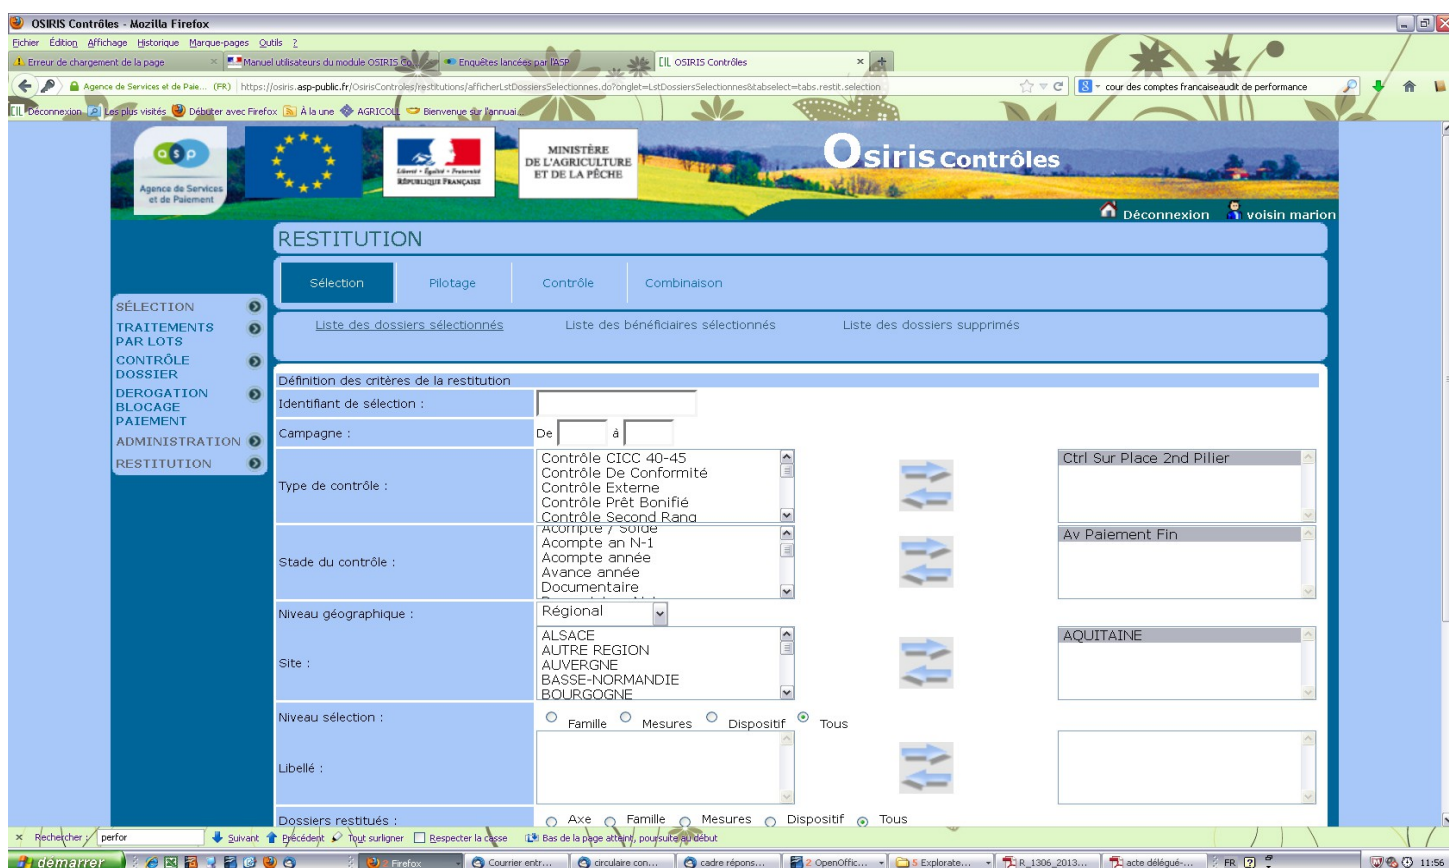 OSIRIS Contrôles - Mozilla Firefox
Fichier Édition Affichage Historique Marque-pages Outils ?
Erreur de chargement de la page
Manuel utilisateurs du module OSIRIS Co...
Enquêtes lancées par l'ASP
OSIRIS Contrôles
Agence de Services et de Paie... (FR)
https://osiris.asp-public.fr/OsirisControles/restitutions/afficherLstDossiersSelectionnes.do?onglet=LstDossiersSelectionnes&tabselect=tabs.restit.selection
cour des comptes francaiseaudit de performance
Déconnexion Les plus visités Débuter avec Firefox À la une AGRICOLL Bienvenue sur l'annuai...
asp
Agence de Services
et de Paiement
Liberté • Égalité • Fraternité
RÉPUBLIQUE FRANÇAISE
MINISTÈRE
DE L'AGRICULTURE
ET DE LA PÊCHE
Osiris contrôles
Déconnexion voisin marion
RESTITUTION
Sélection Pilotage Contrôle Combinaison
Liste des dossiers sélectionnés Liste des bénéficiaires sélectionnés Liste des dossiers supprimés
SÉLECTION
TRAITEMENTS
PAR LOTS
CONTRÔLE
DOSSIER
DEROGATION
BLOCAGE
PAIEMENT
ADMINISTRATION
RESTITUTION
Définition des critères de la restitution
Identifiant de sélection :
Campagne : De à
Type de contrôle :
Contrôle CICC 40-45
Contrôle De Conformité
Contrôle Externe
Contrôle Prêt Bonifié
Contrôle Second Rang
Ctrl Sur Place 2nd Pilier
Stade du contrôle :
Acompte / Solde
Acompte an N-1
Acompte année
Avance année
Documentaire
Av Paiement Fin
Niveau géographique : Régional
Site :
ALSACE
AUTRE REGION
AUVERGNE
BASSE-NORMANDIE
BOURGOGNE
AQUITAINE
Niveau sélection : Famille Mesures Dispositif Tous
Libellé :
Dossiers restitués : Axe Famille Mesures Dispositif Tous
Rechercher : perfor Suivant Précédent Tout surligner Respecter la casse Bas de la page atteint, poursuite au début
démarrer 2 Firefox Courrier entr... circulaire con... cadre répons... 2 OpenOffic... 5 Explorate... R_1306_2013... acte délégué-... FR 11:56